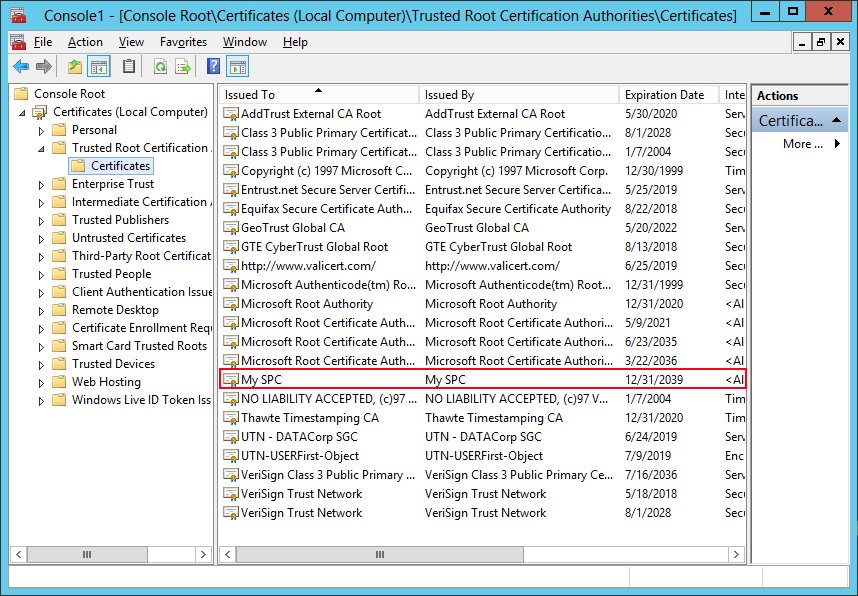 Console1 - [Console Root\Certificates (Local Computer)\Trusted Root Certification Authorities\Certificates]
File Action View Favorites Window Help
Console Root
Certificates (Local Computer)
Personal
Trusted Root Certification
Certificates
Enterprise Trust
Intermediate Certification
Trusted Publishers
Untrusted Certificates
Third-Party Root Certificat
Trusted People
Client Authentication Issue
Remote Desktop
Certificate Enrollment Requ
Smart Card Trusted Roots
Trusted Devices
Web Hosting
Windows Live ID Token Iss
Issued To Issued By Expiration Date Inte
AddTrust External CA Root AddTrust External CA Root 5/30/2020 Serv
Class 3 Public Primary Certificat... Class 3 Public Primary Certificat... 8/1/2028 Secu
Class 3 Public Primary Certificat... Class 3 Public Primary Certificat... 1/7/2004 Secu
Copyright (c) 1997 Microsoft C... Copyright (c) 1997 Microsoft Corp. 12/30/1999 Tim
Entrust.net Secure Server Certifi... Entrust.net Secure Server Certific... 5/25/2019 Serv
Equifax Secure Certificate Auth... Equifax Secure Certificate Authority 8/22/2018 Secu
GeoTrust Global CA GeoTrust Global CA 5/20/2022 Serv
GTE CyberTrust Global Root GTE CyberTrust Global Root 8/13/2018 Secu
http://www.valicert.com/ http://www.valicert.com/ 6/25/2019 Secu
Microsoft Authenticode(tm) Ro... Microsoft Authenticode(tm) Root... 12/31/1999 Secu
Microsoft Root Authority Microsoft Root Authority 12/31/2020 <Al
Microsoft Root Certificate Auth... Microsoft Root Certificate Authori... 5/9/2021 <Al
Microsoft Root Certificate Auth... Microsoft Root Certificate Authori... 6/23/2035 <Al
Microsoft Root Certificate Auth... Microsoft Root Certificate Authori... 3/22/2036 <Al
My SPC My SPC 12/31/2039 <Al
NO LIABILITY ACCEPTED, (c)97 ... NO LIABILITY ACCEPTED, (c)97 V... 1/7/2004 Tim
Thawte Timestamping CA Thawte Timestamping CA 12/31/2020 Tim
UTN - DATACorp SGC UTN - DATACorp SGC 6/24/2019 Serv
UTN-USERFirst-Object UTN-USERFirst-Object 7/9/2019 Enc
VeriSign Class 3 Public Primary ... VeriSign Class 3 Public Primary Ce... 7/16/2036 Serv
VeriSign Trust Network VeriSign Trust Network 5/18/2018 Secu
VeriSign Trust Network VeriSign Trust Network 8/1/2028 Secu
Actions
Certifica...
More ...